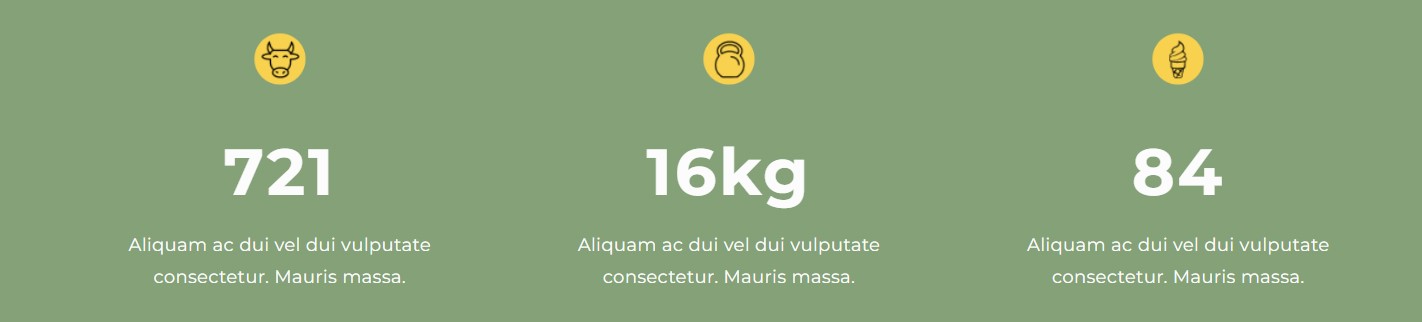 721
Aliquam ac dui vel dui vulputate
consectetur. Mauris massa.
16kg
Aliquam ac dui vel dui vulputate
consectetur. Mauris massa.
84
Aliquam ac dui vel dui vulputate
consectetur. Mauris massa.